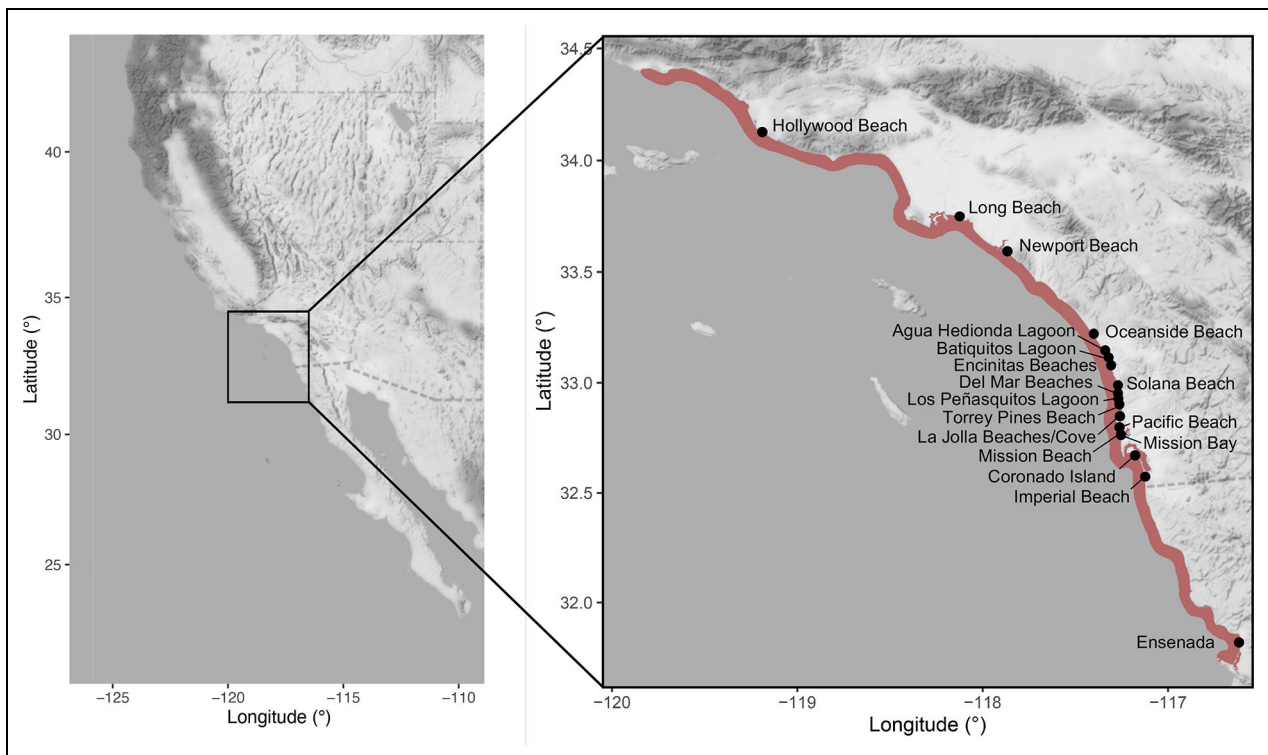 40
35
30
25
Latitude (°)
−125
−120
−115
−110
Longitude (°)
34.5
34.0
33.5
33.0
32.5
32.0
Latitude (°)
Hollywood Beach
Long Beach
Newport Beach
Agua Hedionda Lagoon
Oceanside Beach
Batiquitos Lagoon
Encinitas Beaches
Del Mar Beaches
Solana Beach
Los Peñasquitos Lagoon
Torrey Pines Beach
Pacific Beach
La Jolla Beaches/Cove
Mission Bay
Mission Beach
Coronado Island
Imperial Beach
Ensenada
−120
−119
−118
−117
Longitude (°)